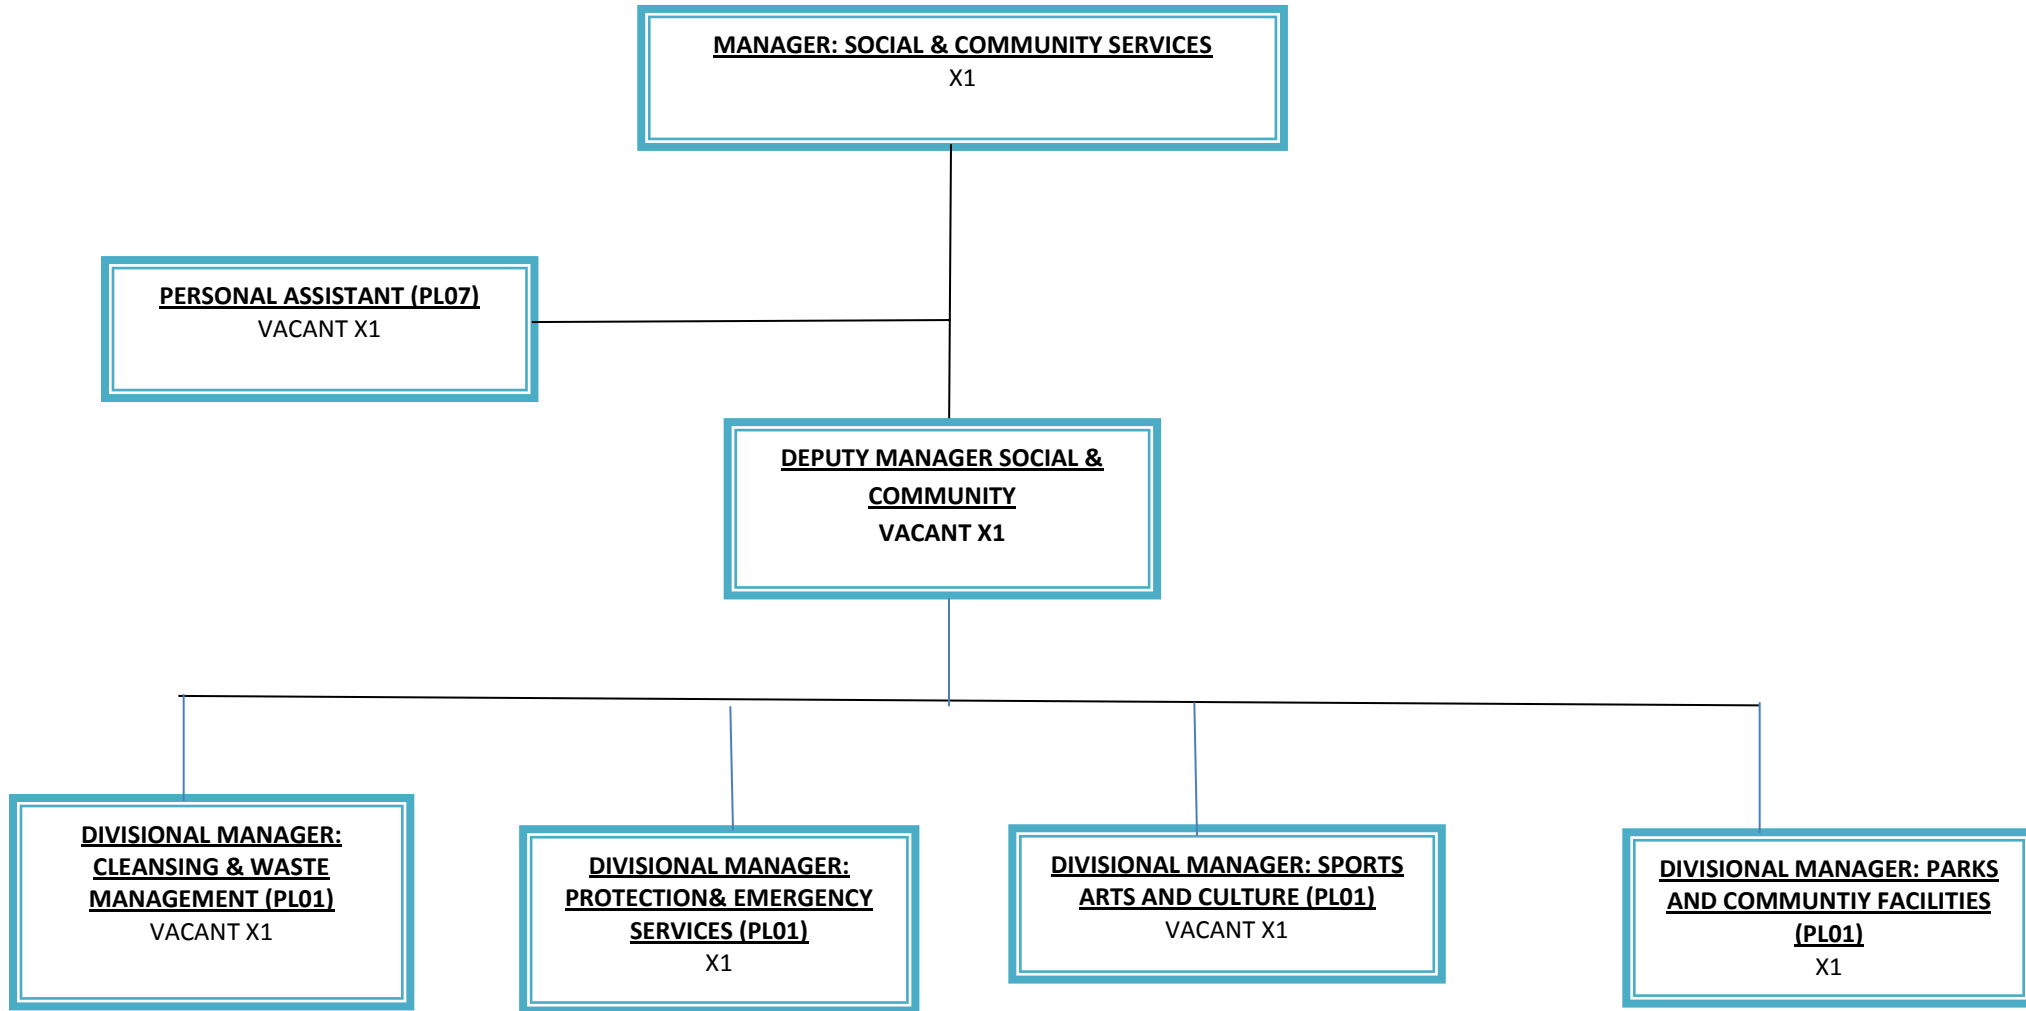 MANAGER: SOCIAL & COMMUNITY SERVICES
X1
PERSONAL ASSISTANT (PL07)
VACANT X1
DEPUTY MANAGER SOCIAL &
COMMUNITY
VACANT X1
DIVISIONAL MANAGER:
CLEANSING & WASTE
MANAGEMENT (PL01)
VACANT X1
DIVISIONAL MANAGER:
PROTECTION& EMERGENCY
SERVICES (PL01)
X1
DIVISIONAL MANAGER: SPORTS
ARTS AND CULTURE (PL01)
VACANT X1
DIVISIONAL MANAGER: PARKS
AND COMMUNTIY FACILITIES
(PL01)
X1